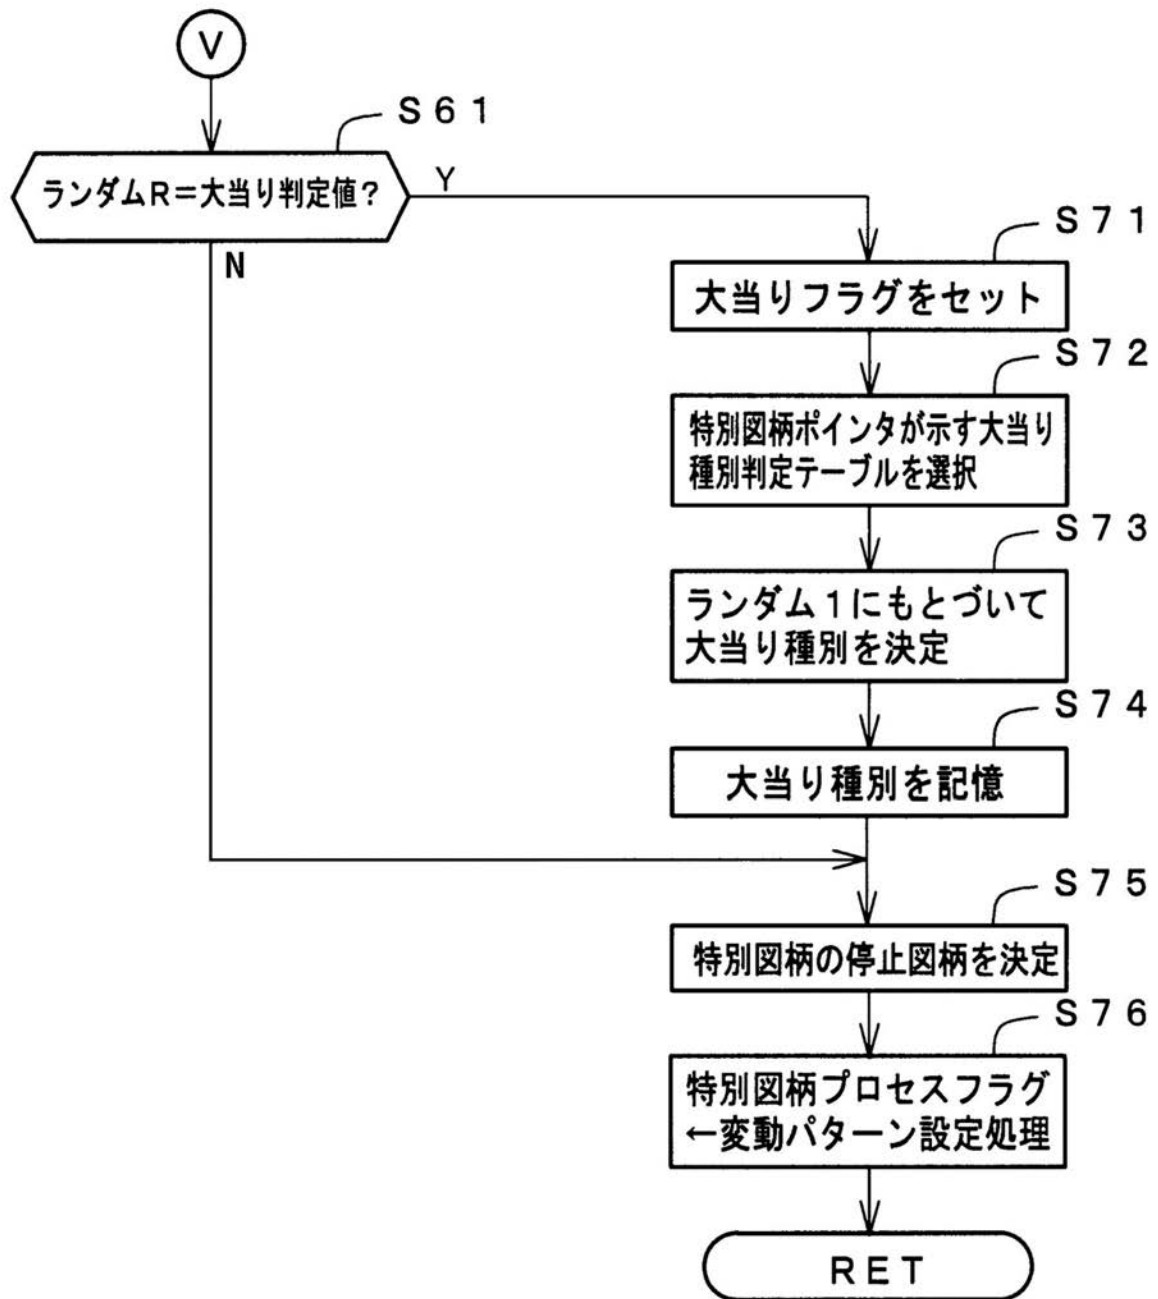 V
S61
ランダムR=大当り判定値?
Y
N
S71
大当りフラグをセット
S72
特別図柄ポインタが示す大当り
種別判定テーブルを選択
S73
ランダム1にもとづいて
大当り種別を決定
S74
大当り種別を記憶
S75
特別図柄の停止図柄を決定
S76
特別図柄プロセスフラグ
←変動パターン設定処理
RET